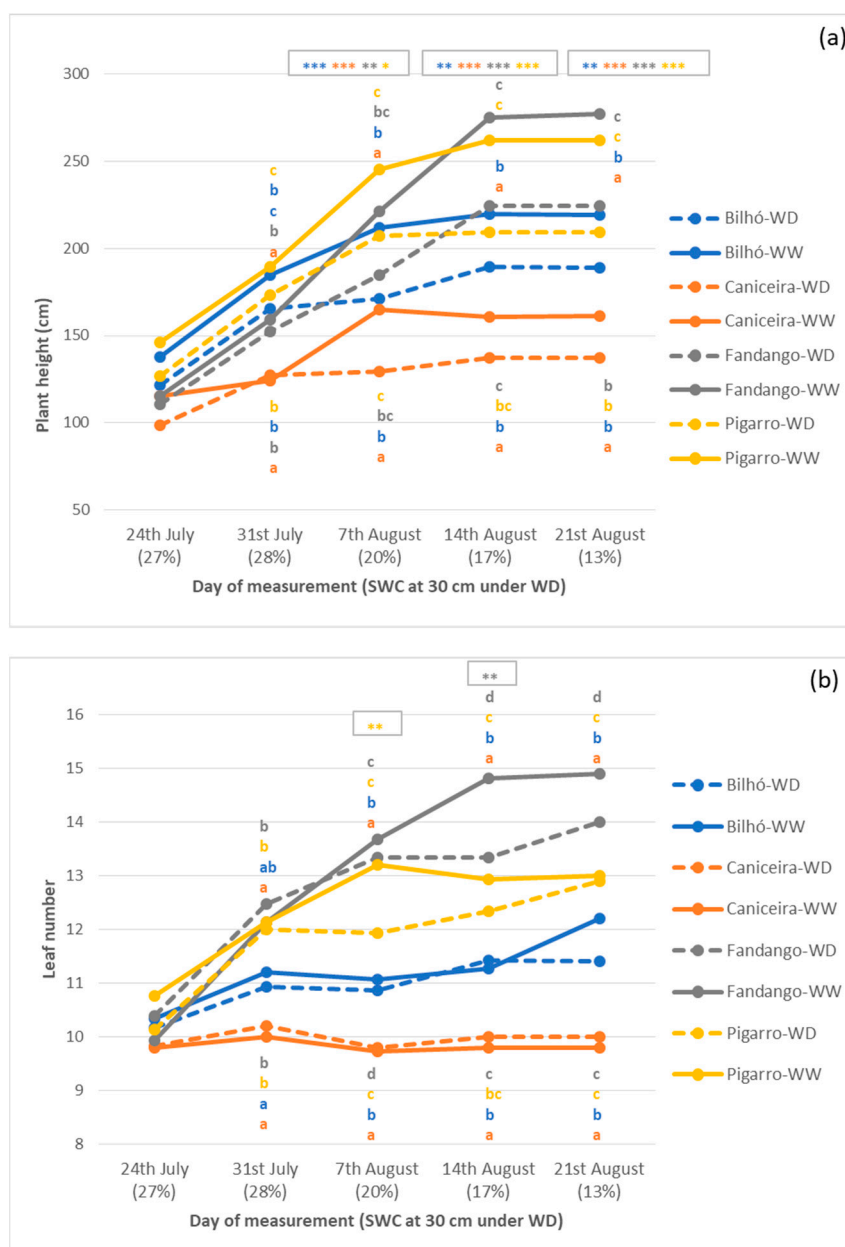 (a)
*** *** ** *
** *** *** ***
** *** *** ***
300
250
200
150
100
50
Plant height (cm)
c
b
c
b
a
c
bc
b
a
c
c
b
a
c
c
b
a
b
b
b
a
c
bc
b
a
c
bc
b
a
b
b
b
a
24th July
(27%)
31st July
(28%)
7th August
(20%)
14th August
(17%)
21st August
(13%)
Day of measurement (SWC at 30 cm under WD)
Bilhó-WD
Bilhó-WW
Caniceira-WD
Caniceira-WW
Fandango-WD
Fandango-WW
Pigarro-WD
Pigarro-WW
(b)
**
**
16
15
14
13
12
11
10
9
8
Leaf number
b
b
ab
a
c
c
b
a
d
c
b
a
d
c
b
a
b
b
a
a
d
c
b
a
c
bc
b
a
c
c
b
a
24th July
(27%)
31st July
(28%)
7th August
(20%)
14th August
(17%)
21st August
(13%)
Day of measurement (SWC at 30 cm under WD)
Bilhó-WD
Bilhó-WW
Caniceira-WD
Caniceira-WW
Fandango-WD
Fandango-WW
Pigarro-WD
Pigarro-WW